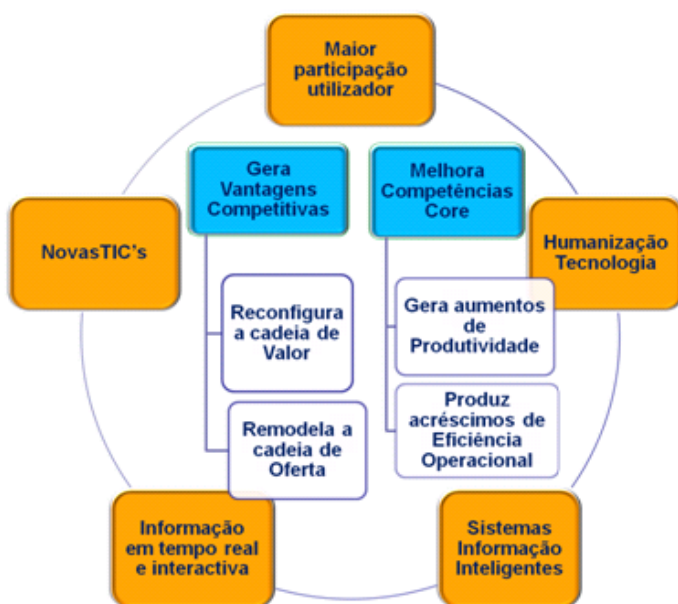 Maior
participação
utilizador
Gera
Vantagens
Competitivas
Melhora
Competências
Core
NovasTIC's
Humanização
Tecnologia
Reconfigura
a cadeia de
Valor
Gera aumentos
de
Produtividade
Remodela a
cadeia de
Oferta
Produz
acréscimos de
Eficiência
Operacional
Informação
em tempo real
e interactiva
Sistemas
Informação
Inteligentes